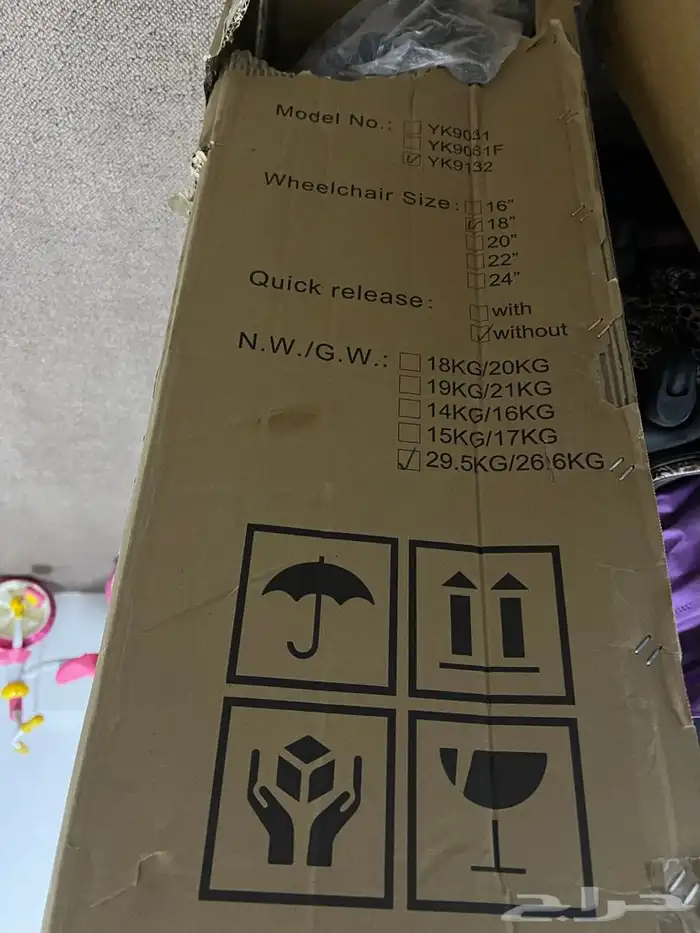 Model No.: ☐ YK9031
☐ YK9031F
☑ YK9132
Wheelchair Size: ☐ 16"
☑ 18"
☐ 20"
☐ 22"
☐ 24"
Quick release: ☐ with
☑ without
N.W./G.W.: ☐ 18KG/20KG
☐ 19KG/21KG
☐ 14KG/16KG
☐ 15KG/17KG
☑ 29.5KG/26.6KG
حراج